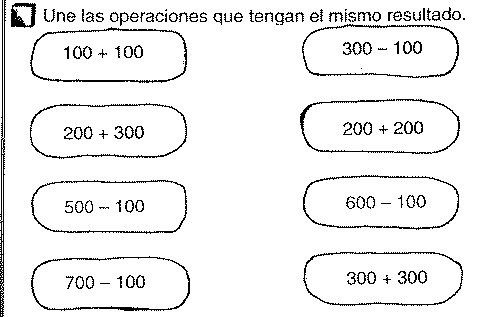 Une las operaciones que tengan el mismo resultado.
100 + 100
300 – 100
200 + 300
200 + 200
500 – 100
600 – 100
700 – 100
300 + 300